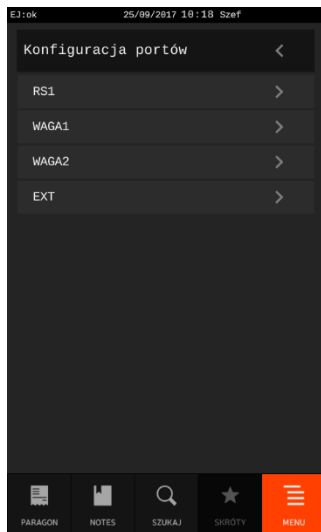 EJ:ok 25/09/2017 10:18 Szef
Konfiguracja portów
RS1
WAGA1
WAGA2
EXT
PARAGON NOTES SZUKAJ SKRÓTY MENU